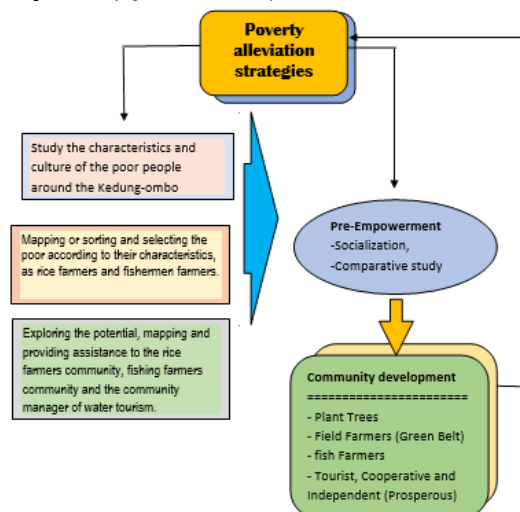 Poverty
alleviation
strategies
Study the characteristics and
culture of the poor people
around the Kedung-ombo
Mapping or sorting and selecting the
poor according to their characteristics,
as rice farmers and fishermen farmers.
Exploring the potential, mapping and
providing assistance to the rice
farmers community, fishing farmers
community and the community
manager of water tourism.
Pre-Empowerment
-Socialization,
-Comparative study
Community development
=======================
- Plant Trees
- Field Farmers (Green Belt)
- fish Farmers
- Tourist, Cooperative and
Independent (Prosperous)